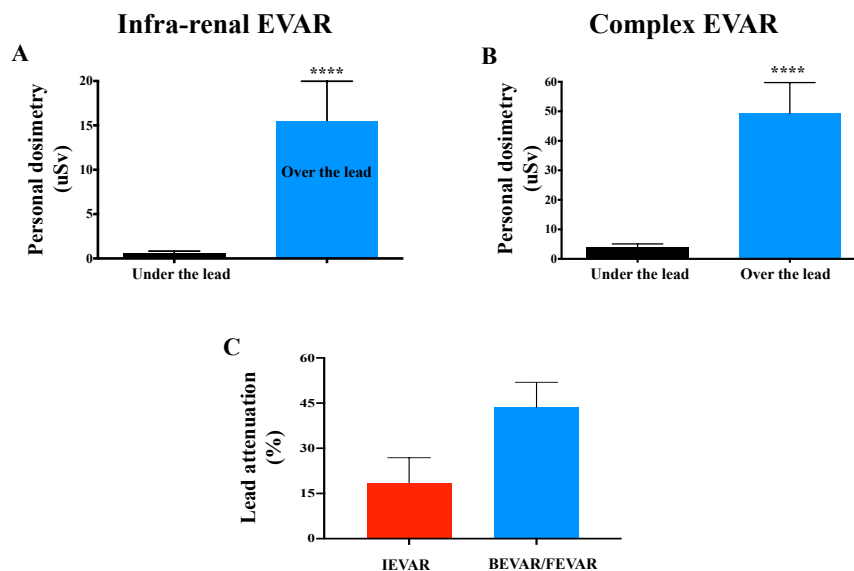 Infra-renal EVAR
Complex EVAR
A
Personal dosimetry
(uSv)
20
15
10
5
0
****
Over the lead
Under the lead
B
Personal dosimetry
(uSv)
60
50
40
30
20
10
0
****
Under the lead
Over the lead
C
Lead attenuation
(%)
60
45
30
15
0
IEVAR
BEVAR/FEVAR